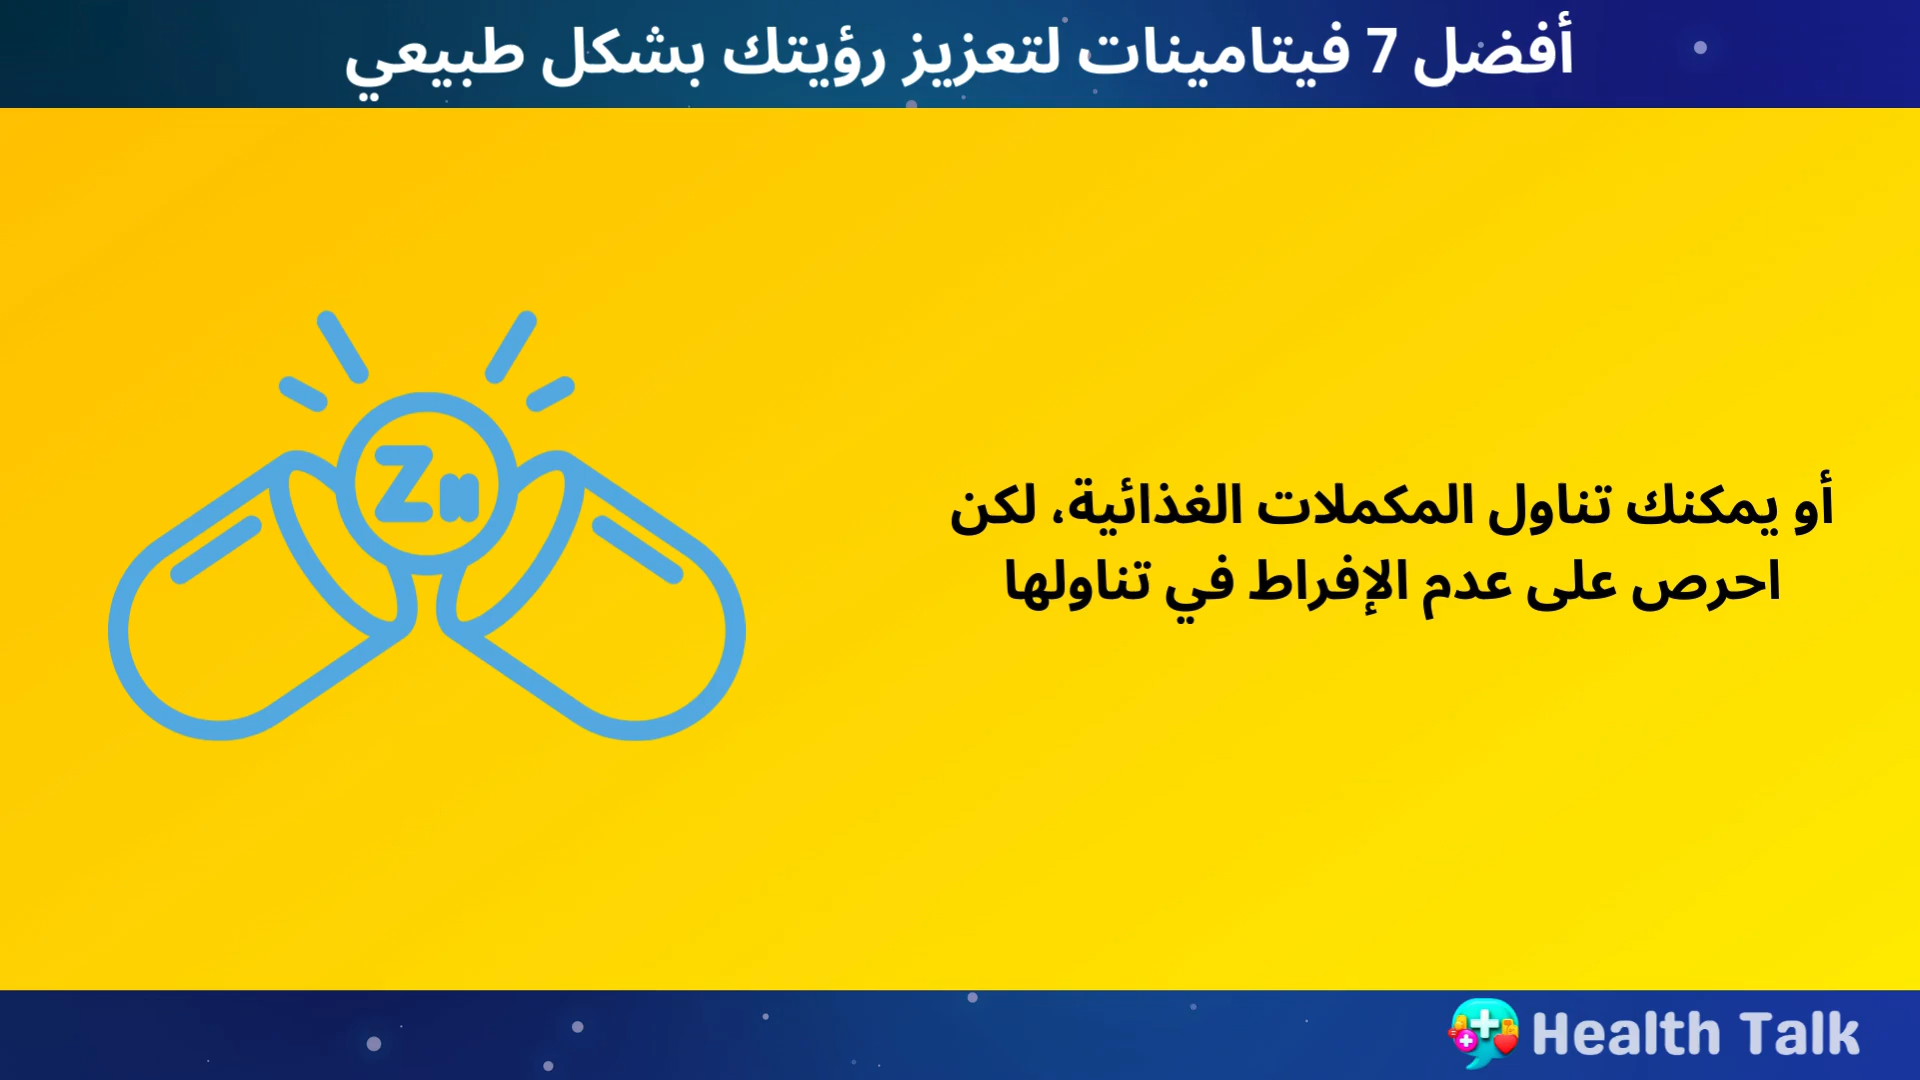 أفضل 7 فيتامينات لتعزيز رؤيتك بشكل طبيعي
Zn
أو يمكنك تناول المكملات الغذائية، لكن
احرص على عدم الإفراط في تناولها
Health Talk